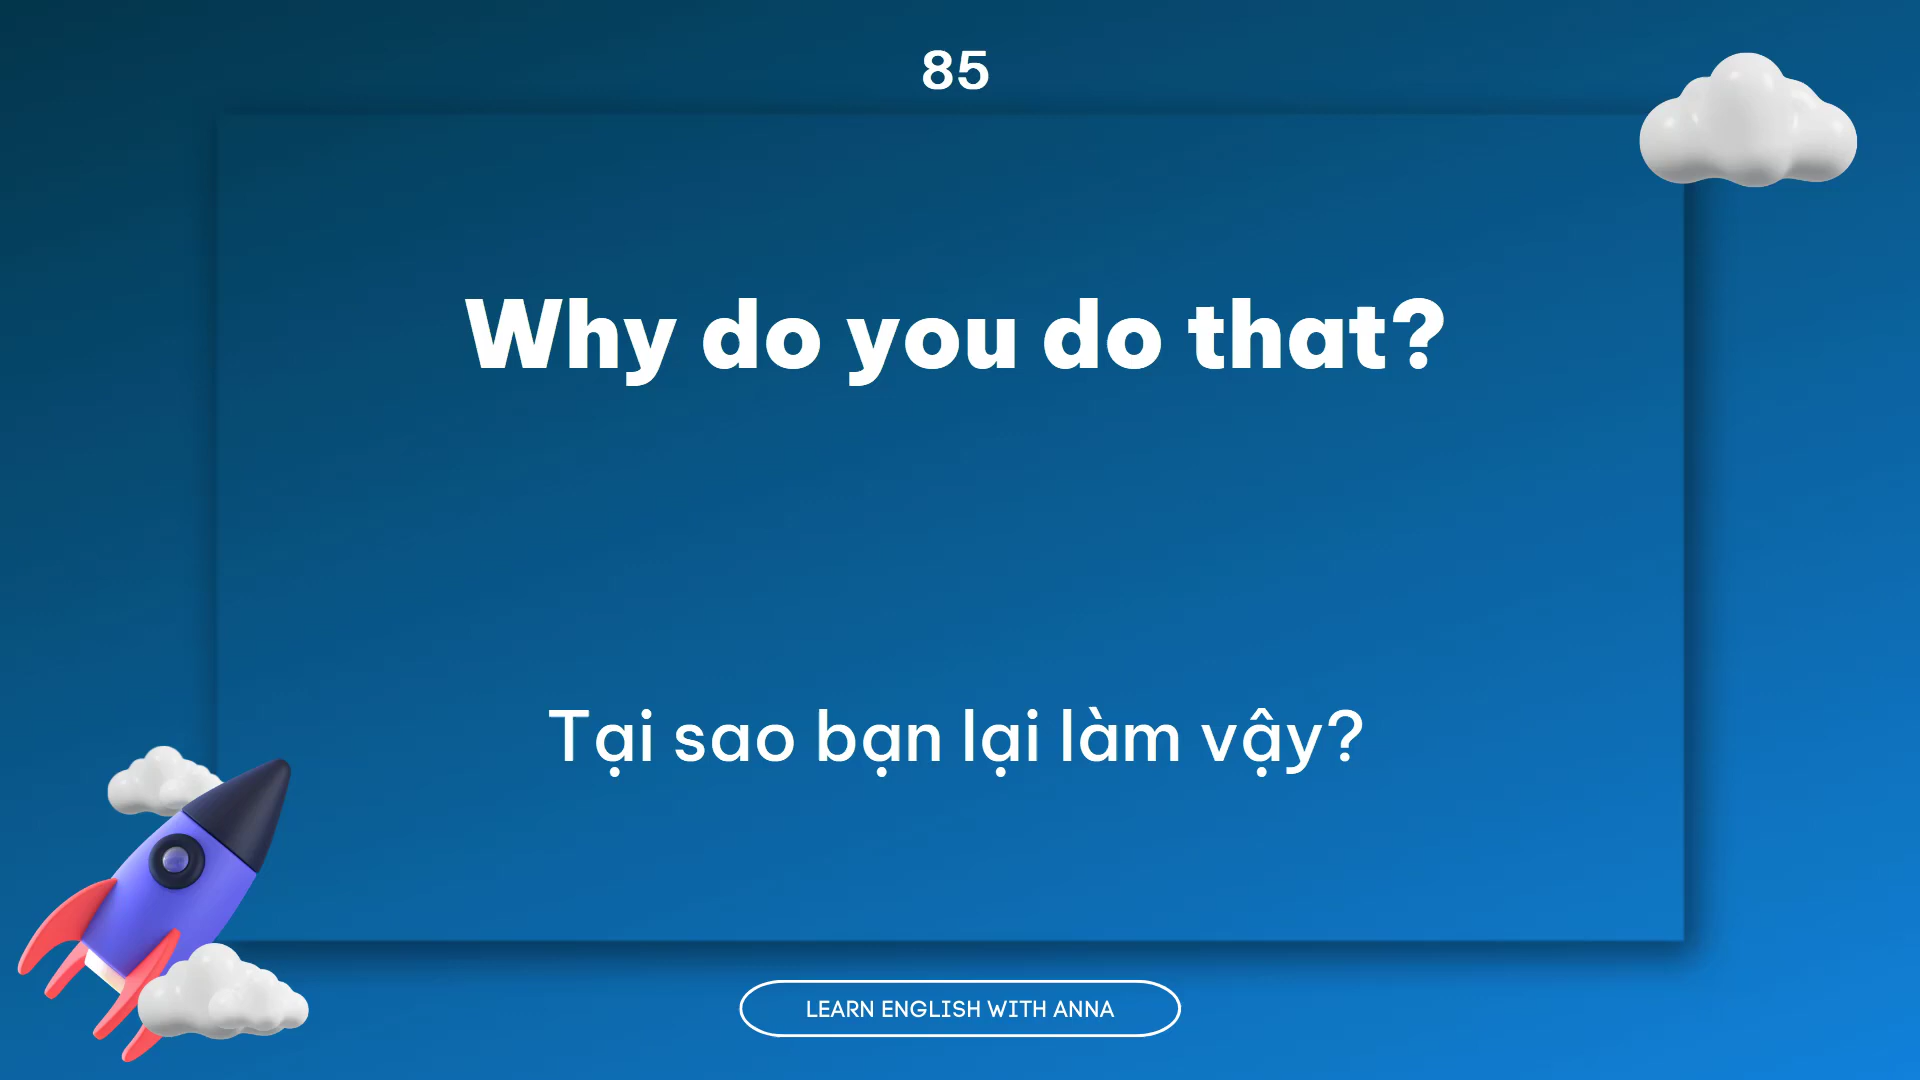 85
Why do you do that?
Tại sao bạn lại làm vậy?
LEARN ENGLISH WITH ANNA